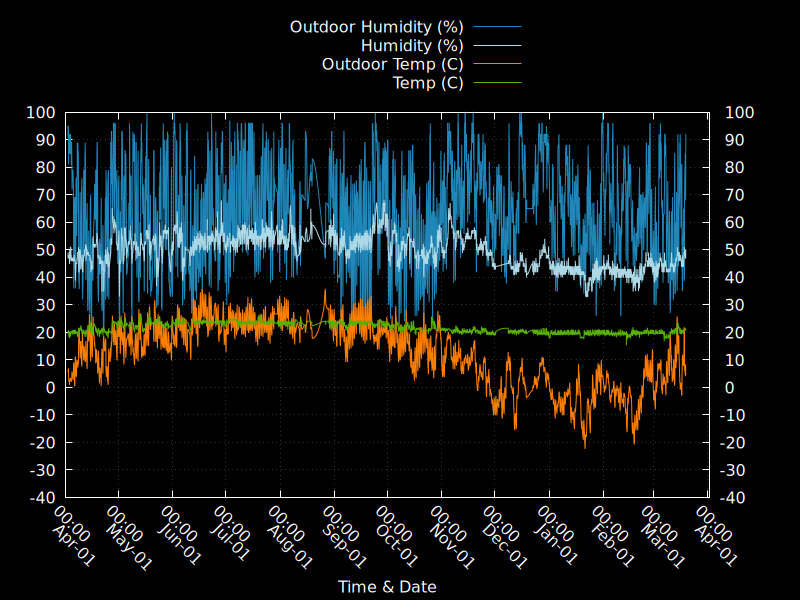 Outdoor Humidity (%)
Humidity (%)
Outdoor Temp (C)
Temp (C)
100 100
90 90
80 80
70 70
60 60
50 50
40 40
30 30
20 20
10 10
0 0
-10 -10
-20 -20
-30 -30
-40 -40
00:00 00:00 00:00 00:00 00:00 00:00 00:00 00:00 00:00 00:00 00:00 00:00 00:00
Apr-01 May-01 Jun-01 Jul-01 Aug-01 Sep-01 Oct-01 Nov-01 Dec-01 Jan-01 Feb-01 Mar-01 Apr-01
Time & Date